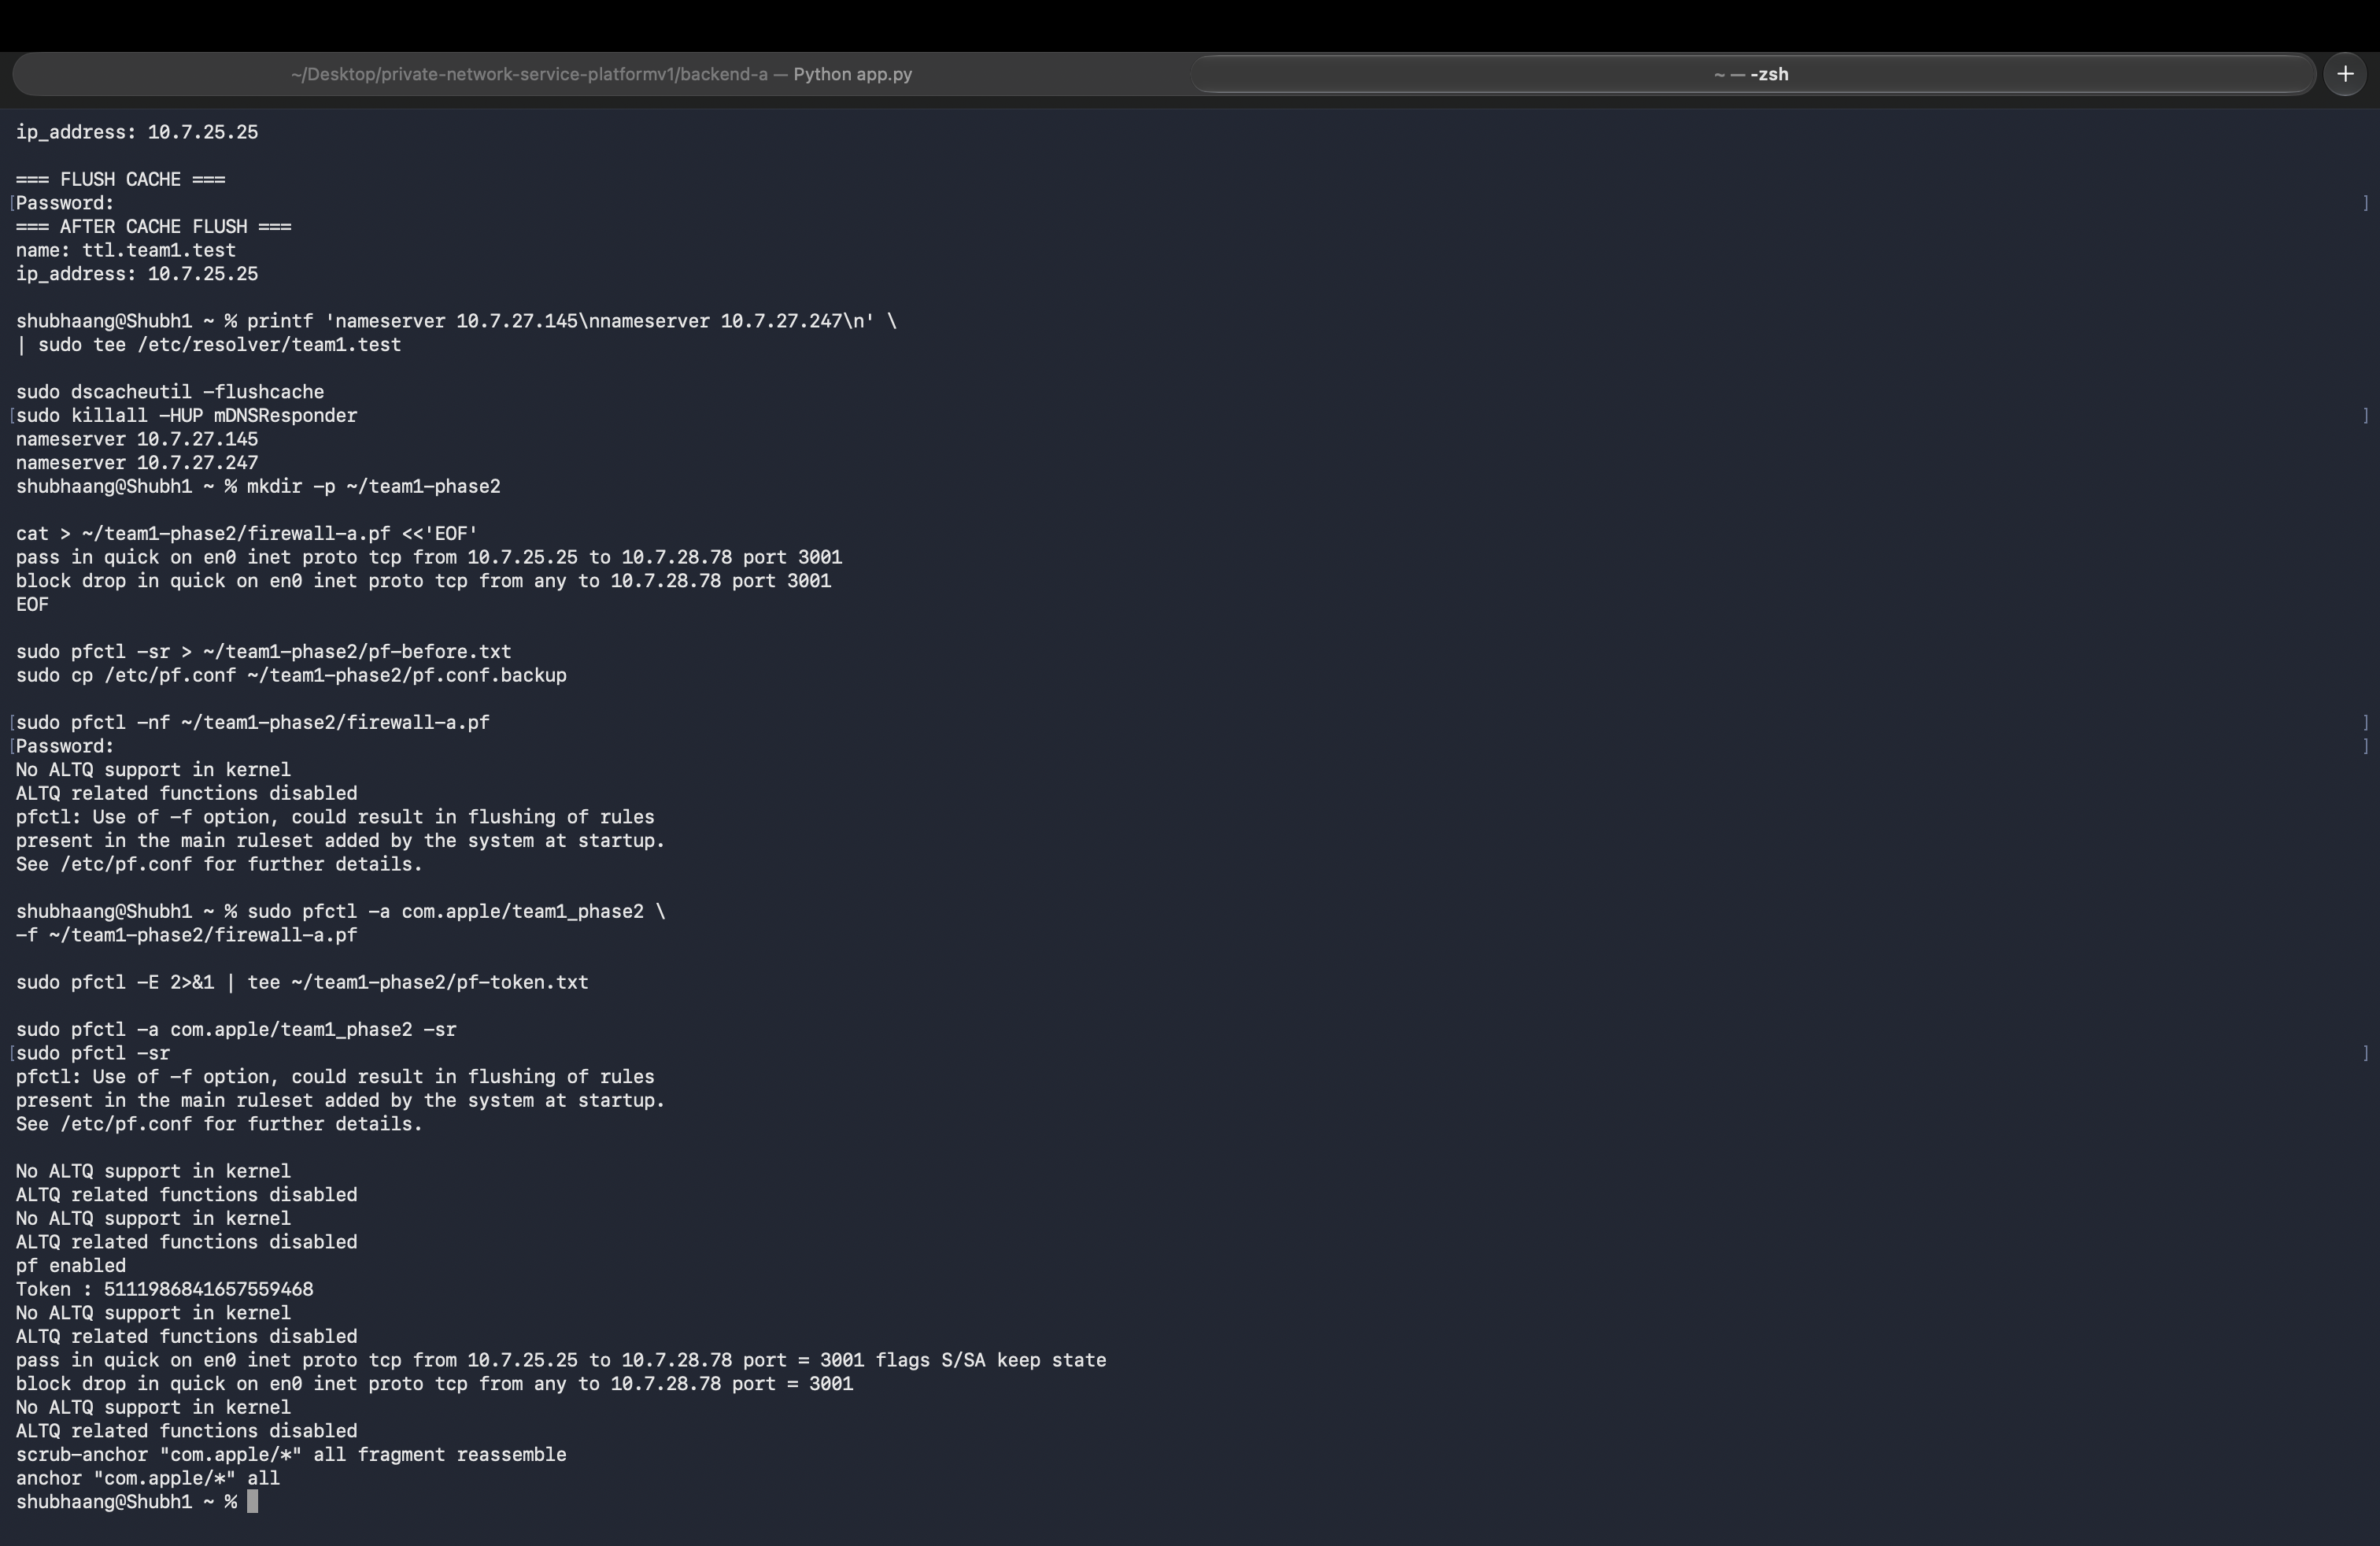 ~/Desktop/private-network-service-platformv1/backend-a — Python app.py
~ — -zsh
+
ip_address: 10.7.25.25
=== FLUSH CACHE ===
[Password: ]
=== AFTER CACHE FLUSH ===
name: ttl.team1.test
ip_address: 10.7.25.25
shubhaang@Shubh1 ~ % printf 'nameserver 10.7.27.145\nnameserver 10.7.27.247\n' \
| sudo tee /etc/resolver/team1.test
sudo dscacheutil -flushcache
[sudo killall -HUP mDNSResponder ]
nameserver 10.7.27.145
nameserver 10.7.27.247
shubhaang@Shubh1 ~ % mkdir -p ~/team1-phase2
cat > ~/team1-phase2/firewall-a.pf <<'EOF'
pass in quick on en0 inet proto tcp from 10.7.25.25 to 10.7.28.78 port 3001
block drop in quick on en0 inet proto tcp from any to 10.7.28.78 port 3001
EOF
sudo pfctl -sr > ~/team1-phase2/pf-before.txt
sudo cp /etc/pf.conf ~/team1-phase2/pf.conf.backup
[sudo pfctl -nf ~/team1-phase2/firewall-a.pf ]
[Password: ]
No ALTQ support in kernel
ALTQ related functions disabled
pfctl: Use of -f option, could result in flushing of rules
present in the main ruleset added by the system at startup.
See /etc/pf.conf for further details.
shubhaang@Shubh1 ~ % sudo pfctl -a com.apple/team1_phase2 \
-f ~/team1-phase2/firewall-a.pf
sudo pfctl -E 2>&1 | tee ~/team1-phase2/pf-token.txt
sudo pfctl -a com.apple/team1_phase2 -sr
[sudo pfctl -sr ]
pfctl: Use of -f option, could result in flushing of rules
present in the main ruleset added by the system at startup.
See /etc/pf.conf for further details.
No ALTQ support in kernel
ALTQ related functions disabled
No ALTQ support in kernel
ALTQ related functions disabled
pf enabled
Token : 5111986841657559468
No ALTQ support in kernel
ALTQ related functions disabled
pass in quick on en0 inet proto tcp from 10.7.25.25 to 10.7.28.78 port = 3001 flags S/SA keep state
block drop in quick on en0 inet proto tcp from any to 10.7.28.78 port = 3001
No ALTQ support in kernel
ALTQ related functions disabled
scrub-anchor "com.apple/*" all fragment reassemble
anchor "com.apple/*" all
shubhaang@Shubh1 ~ %